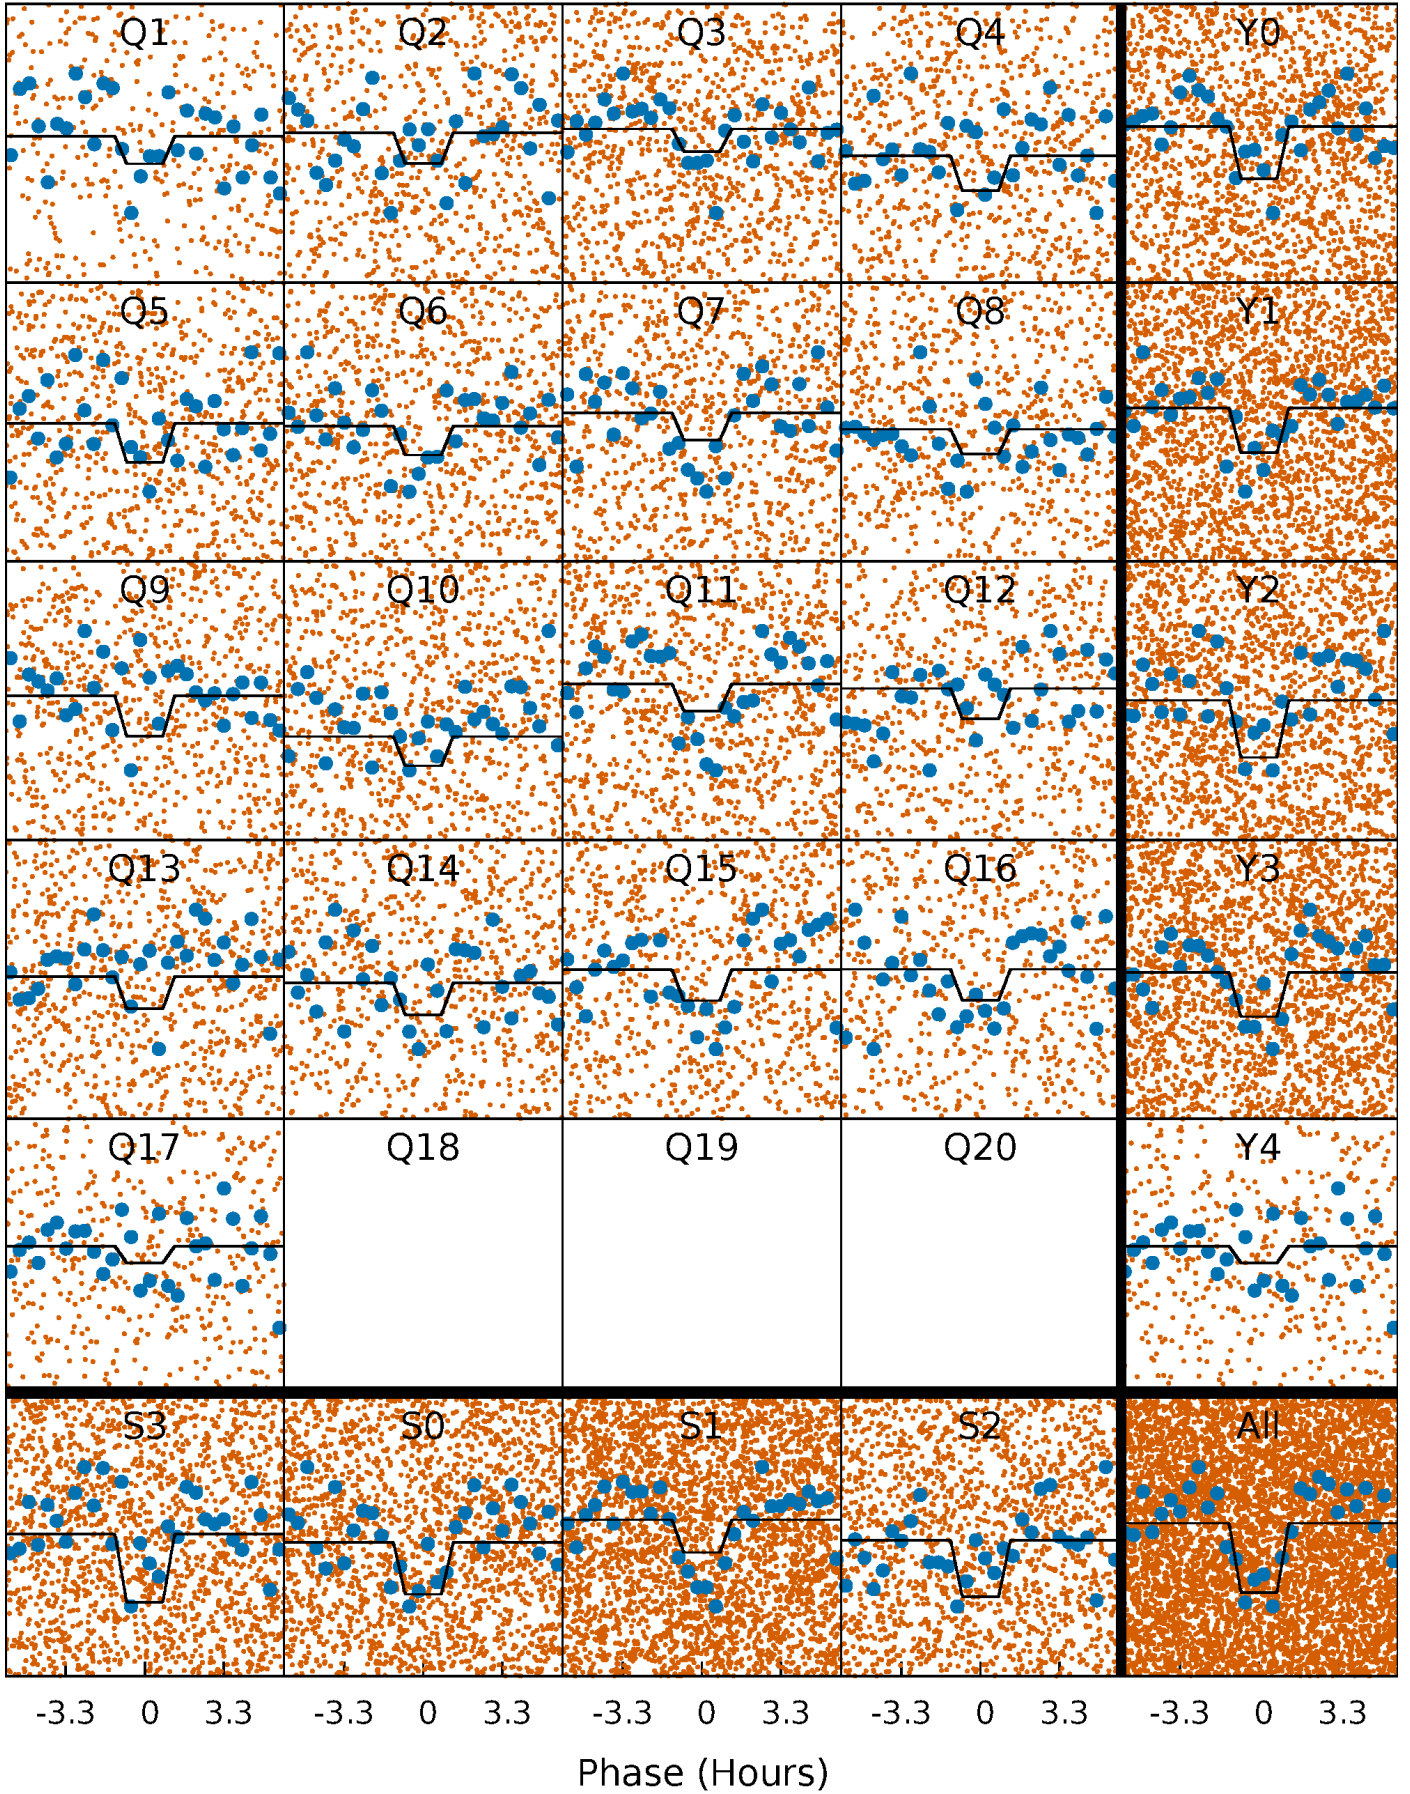 Q1 Q2 Q3 Q4 Y0
Q5 Q6 Q7 Q8 Y1
Q9 Q10 Q11 Q12 Y2
Q13 Q14 Q15 Q16 Y3
Q17 Q18 Q19 Q20 Y4
S3 S0 S1 S2 All
-3.3 0 3.3 -3.3 0 3.3 -3.3 0 3.3 -3.3 0 3.3 -3.3 0 3.3
Phase (Hours)